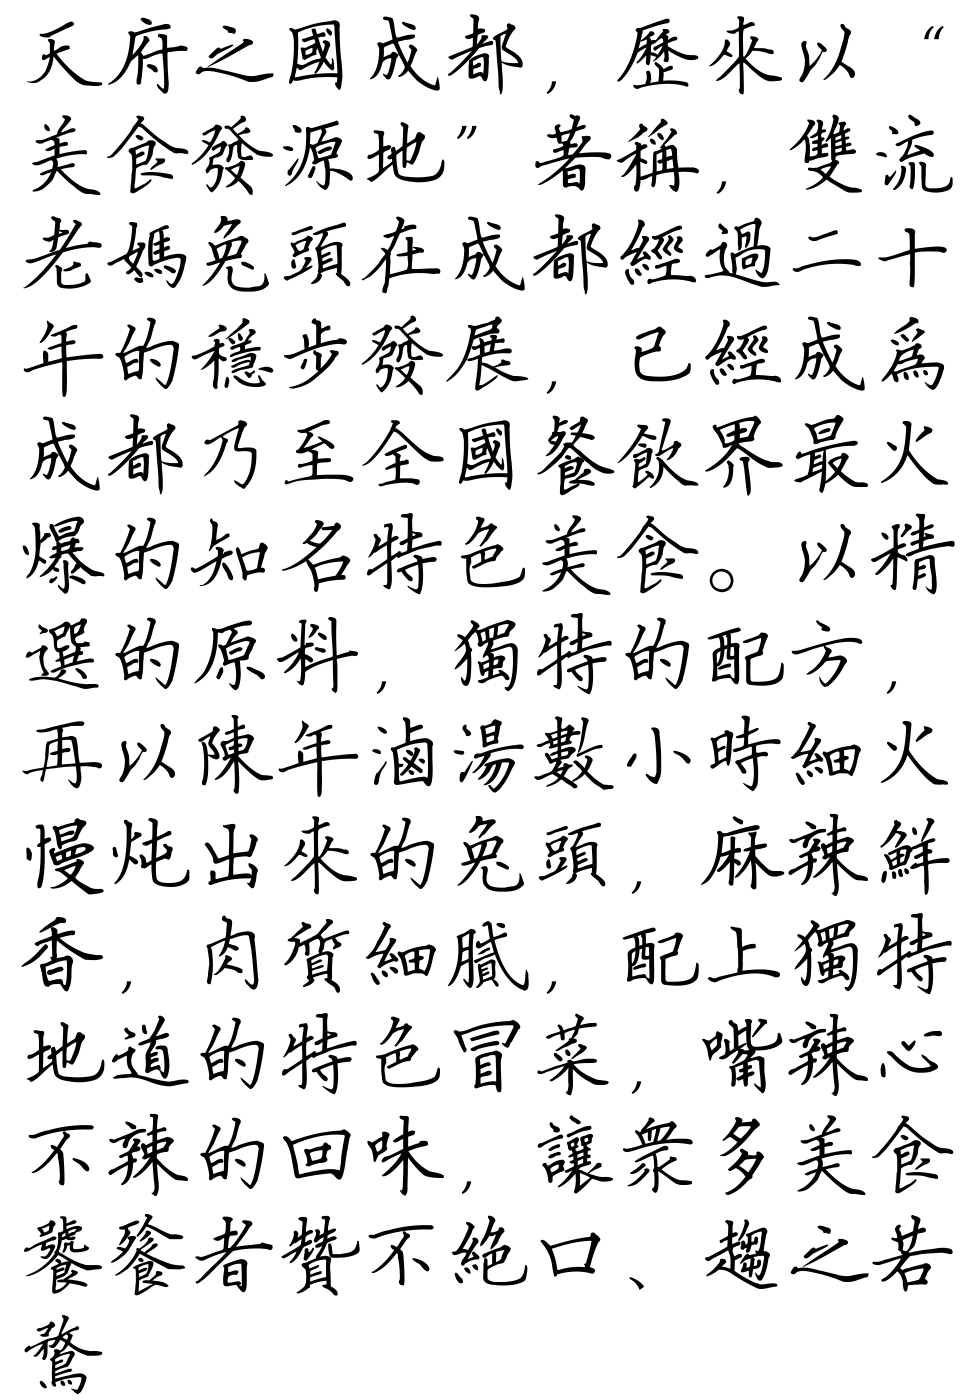 天府之國成都，歷來以“
美食發源地”著稱，雙流
老媽兔頭在成都經過二十
年的穩步發展，已經成爲
成都乃至全國餐飲界最火
爆的知名特色美食。以精
選的原料，獨特的配方，
再以陳年滷湯數小時細火
慢炖出來的兔頭，麻辣鮮
香，肉質細膩，配上獨特
地道的特色冒菜，嘴辣心
不辣的回味，讓衆多美食
饕餮者贊不絕口、趨之若
鶩